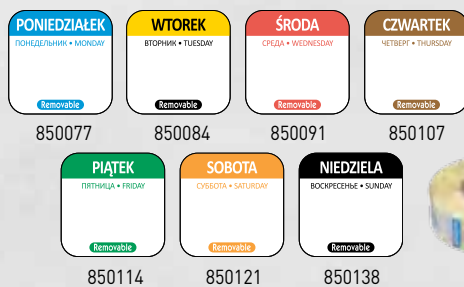 PONIEDZIAŁEK
ПОНЕДЕЛЬНИК • MONDAY
Removable
850077
WTOREK
ВТОРНИК • TUESDAY
Removable
850084
ŚRODA
СРЕДА • WEDNESDAY
Removable
850091
CZWARTEK
ЧЕТВЕРГ • THURSDAY
Removable
850107
PIĄTEK
ПЯТНИЦА • FRIDAY
Removable
850114
SOBOTA
СУББОТА • SATURDAY
Removable
850121
NIEDZIELA
ВОСКРЕСЕНЬЕ • SUNDAY
Removable
850138